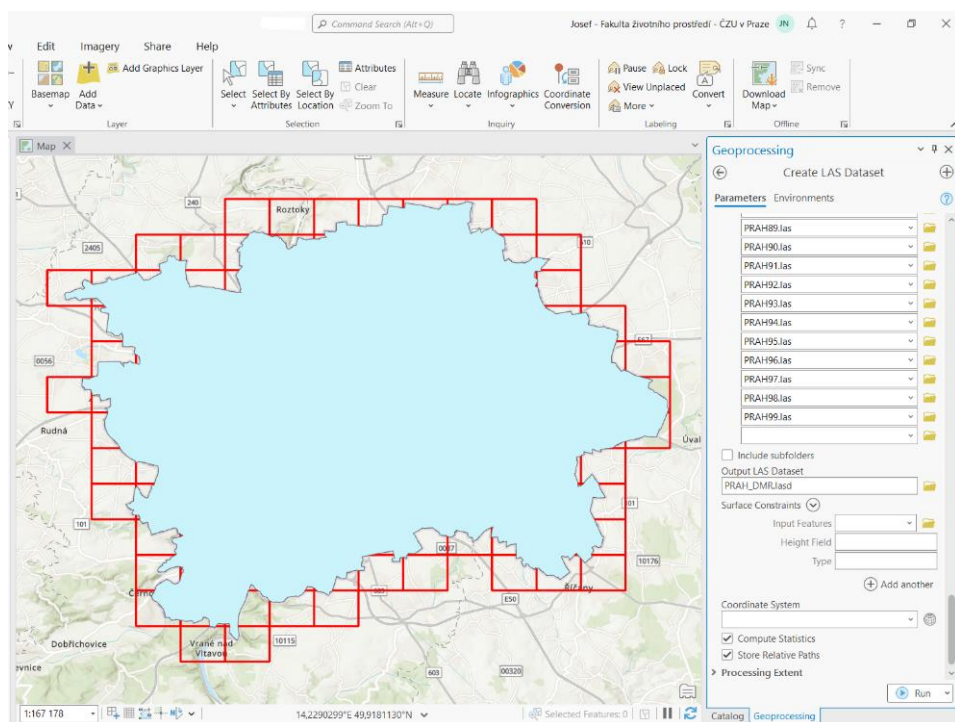 Command Search (Alt+Q)
Josef - Fakulta životního prostředí - ČZU v Praze
JN
?
Edit Imagery Share Help
Basemap
Add Data
Add Graphics Layer
Layer
Select
Select By Attributes
Select By Location
Attributes
Clear
Zoom To
Selection
Measure
Locate
Infographics
Coordinate Conversion
Inquiry
Pause
Lock
View Unplaced
More
Convert
Labeling
Download Map
Sync
Remove
Offline
Map
240
Roztoky
2405
610
0056
E67
Rudná
Úval
101
101
0007
10176
603
Říčany
E50
Dobřichovice
Vrané nad-
Vltavou
10115
603
00320
evnice
1:167 178
14,2290299°E 49,9181130°N
Selected Features: 0
Geoprocessing
Create LAS Dataset
Parameters Environments
PRAH89.las
PRAH90.las
PRAH91.las
PRAH92.las
PRAH93.las
PRAH94.las
PRAH95.las
PRAH96.las
PRAH97.las
PRAH98.las
PRAH99.las
Include subfolders
Output LAS Dataset
PRAH_DMR.lasd
Surface Constraints
Input Features
Height Field
Type
Add another
Coordinate System
Compute Statistics
Store Relative Paths
Processing Extent
Run
Catalog Geoprocessing